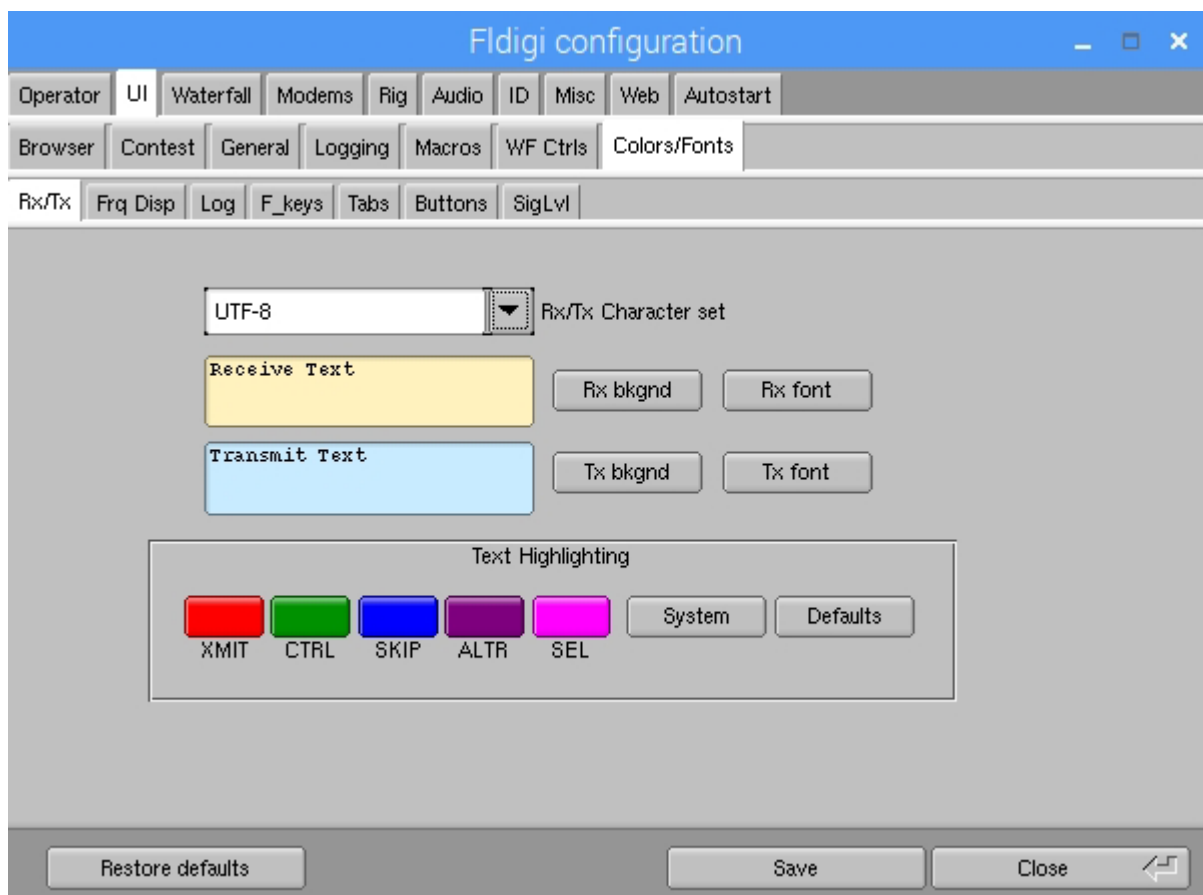 Fldigi configuration
Operator UI Waterfall Modems Rig Audio ID Misc Web Autostart
Browser Contest General Logging Macros WF Ctrls Colors/Fonts
Rx/Tx Frq Disp Log F_keys Tabs Buttons SigLvl
UTF-8 Rx/Tx Character set
Receive Text Rx bkgnd Rx font
Transmit Text Tx bkgnd Tx font
Text Highlighting
System Defaults
XMIT CTRL SKIP ALTR SEL
Restore defaults Save Close